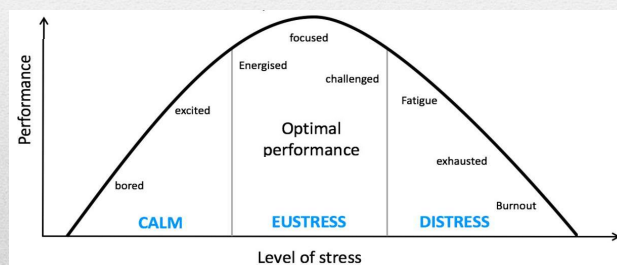 focused
Energised
challenged
Fatigue
excited
Optimal
performance
exhausted
bored
Burnout
CALM
EUSTRESS
DISTRESS
Performance
Level of stress